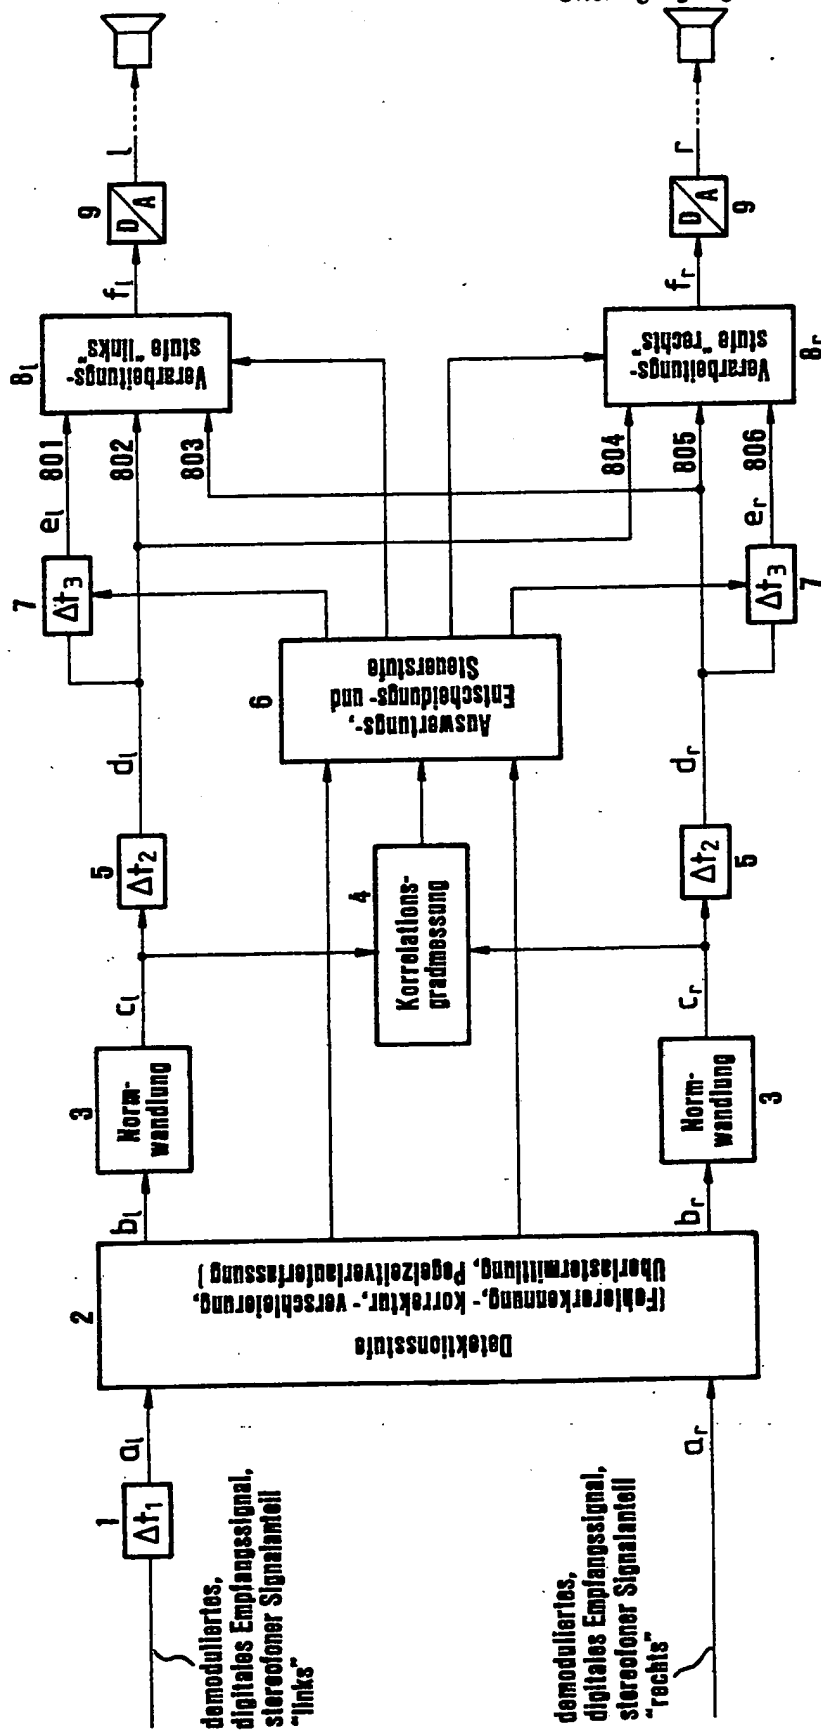 demoduliertes,
digitales Empfangssignal,
stereofoner Signalanteil
"links"
demoduliertes,
digitales Empfangssignal,
stereofoner Signalanteil
"rechts"
1
Δt₁
aₗ
aᵣ
2
Detektionsstufe
(Fehlererkennung, -korrektur, -verschleierung,
Überlastermittlung, Pegelzeitverlauferfassung)
bₗ
bᵣ
3
Norm-
wandlung
3
Norm-
wandlung
cₗ
cᵣ
4
Korrelations-
gradmessung
5
Δt₂
5
Δt₂
dₗ
dᵣ
6
Auswertungs-,
Entscheidungs- und
Steuerstufe
7
Δt₃
7
Δt₃
eₗ
eᵣ
801
802
803
804
805
806
8ₗ
Verarbeitungs-
stufe "links"
8ᵣ
Verarbeitungs-
stufe "rechts"
fₗ
fᵣ
9
D
A
9
D
A
l
r